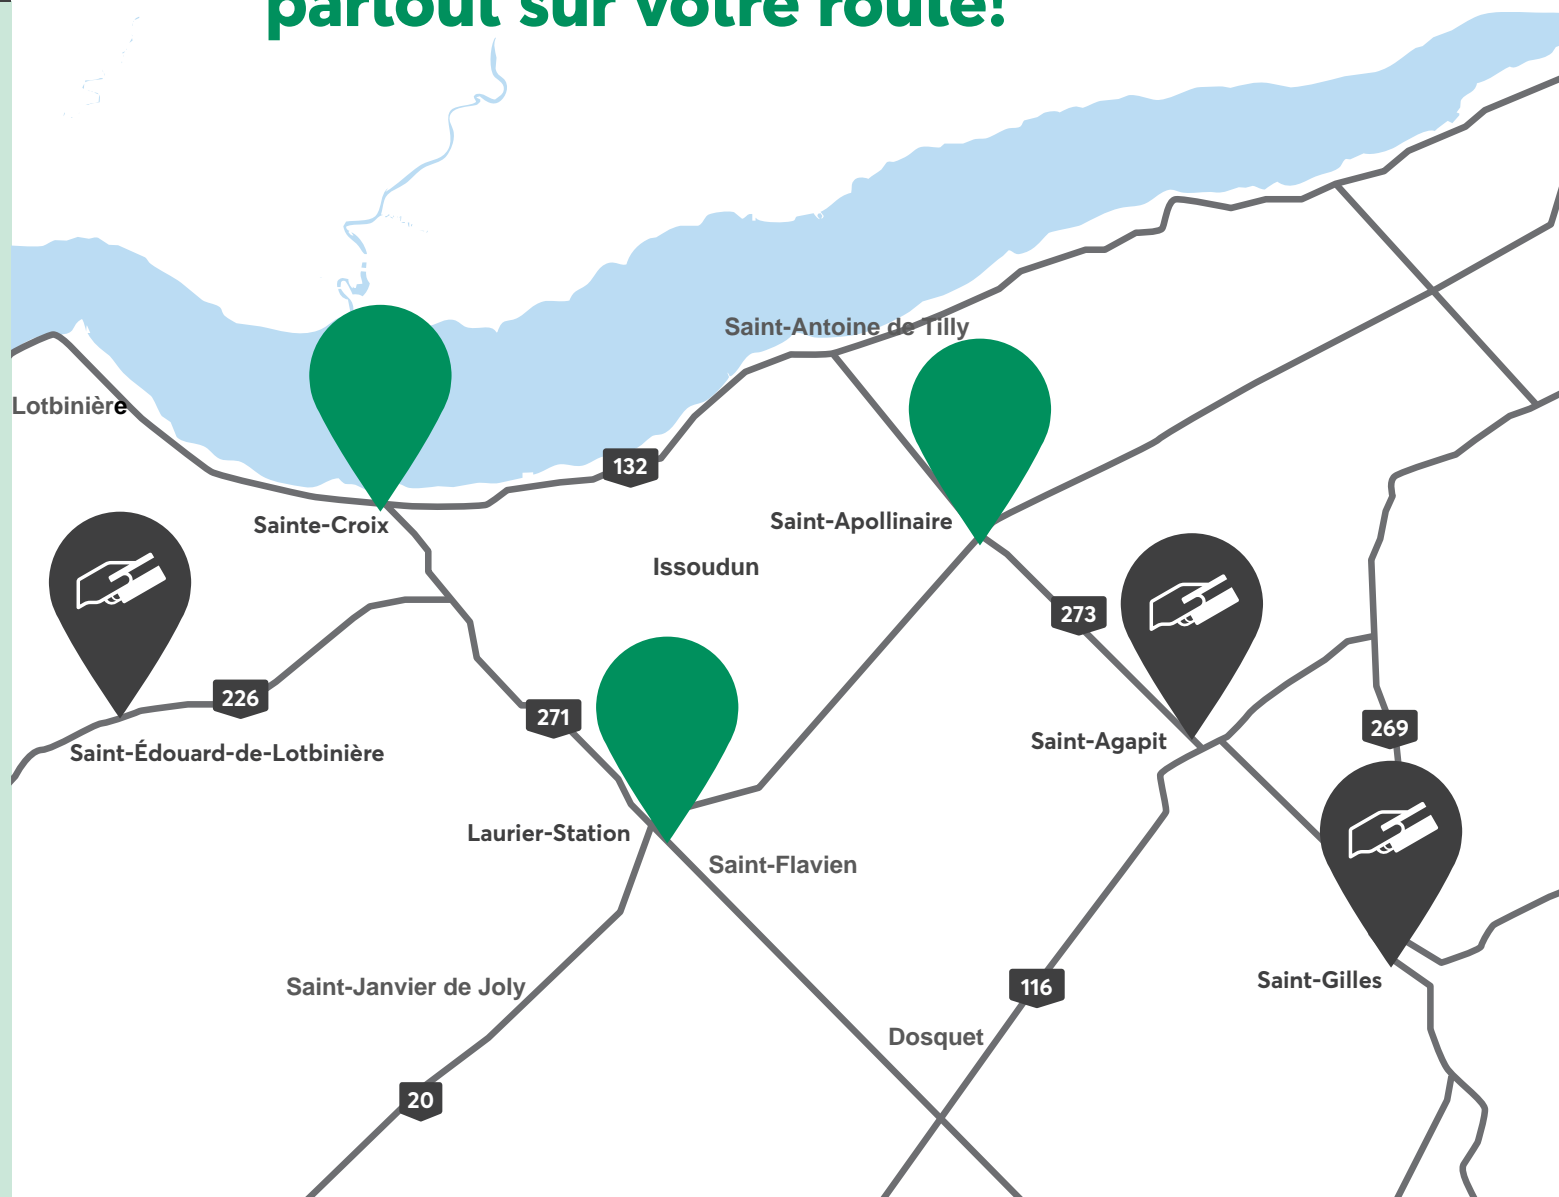 partout sur votre route!
Saint-Antoine de Tilly
Lotbinière
132
Sainte-Croix
Saint-Apollinaire
Issoudun
273
226
271
269
Saint-Agapit
Saint-Édouard-de-Lotbinière
Laurier-Station
Saint-Flavien
Saint-Gilles
Saint-Janvier de Joly
116
Dosquet
20